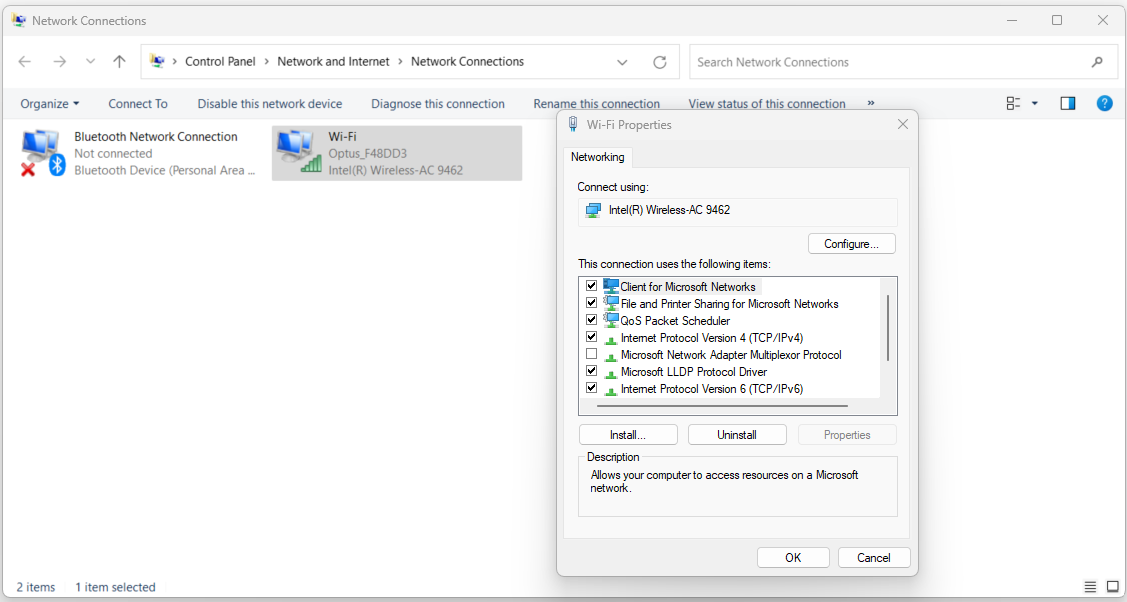 Network Connections
Control Panel > Network and Internet > Network Connections
Search Network Connections
Organize
Connect To
Disable this network device
Diagnose this connection
Rename this connection
View status of this connection
»
?
Bluetooth Network Connection
Not connected
Bluetooth Device (Personal Area ...
Wi-Fi
Optus_F48DD3
Intel(R) Wireless-AC 9462
Wi-Fi Properties
Networking
Connect using:
Intel(R) Wireless-AC 9462
Configure...
This connection uses the following items:
Client for Microsoft Networks
File and Printer Sharing for Microsoft Networks
QoS Packet Scheduler
Internet Protocol Version 4 (TCP/IPv4)
Microsoft Network Adapter Multiplexor Protocol
Microsoft LLDP Protocol Driver
Internet Protocol Version 6 (TCP/IPv6)
Install...
Uninstall
Properties
Description
Allows your computer to access resources on a Microsoft
network.
OK
Cancel
2 items
1 item selected